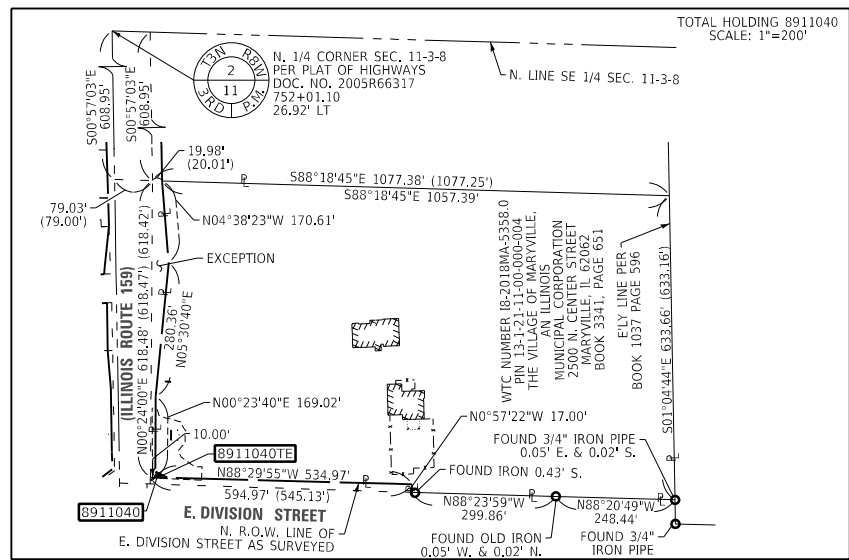 TOTAL HOLDING 8911040
SCALE: 1"=200'
T3N R8W
2
11
3RD P.M.
N. 1/4 CORNER SEC. 11-3-8
PER PLAT OF HIGHWAYS
DOC. NO. 2005R66317
752+01.10
26.92' LT
N. LINE SE 1/4 SEC. 11-3-8
S00°57'03"E
608.95'
S00°57'03"E
608.95'
19.98'
(20.01')
79.03'
(79.00')
S88°18'45"E 1077.38' (1077.25')
S88°18'45"E 1057.39'
N04°38'23"W 170.61'
EXCEPTION
(ILLINOIS ROUTE 159)
N00°24'00"E 618.48' (618.47') (618.42')
280.36'
N05°30'40"E
WTC NUMBER 18-2018MA-5358.0
PIN 13-1-21-11-00-000-004
THE VILLAGE OF MARYVILLE,
AN ILLINOIS
MUNICIPAL CORPORATION
2500 N. CENTER STREET
MARYVILLE, IL 62062
BOOK 3341, PAGE 651
E'LY LINE PER
BOOK 1037 PAGE 596
S01°04'44"E 633.66' (633.16')
N00°23'40"E 169.02'
10.00'
8911040TE
N88°29'55"W 534.97'
594.97' (545.13')
8911040
E. DIVISION STREET
N. R.O.W. LINE OF
E. DIVISION STREET AS SURVEYED
N0°57'22"W 17.00'
FOUND 3/4" IRON PIPE
0.05' E. & 0.02' S.
FOUND IRON 0.43' S.
N88°23'59"W
299.86'
N88°20'49"W
248.44'
FOUND OLD IRON
0.05' W. & 0.02' N.
FOUND 3/4"
IRON PIPE